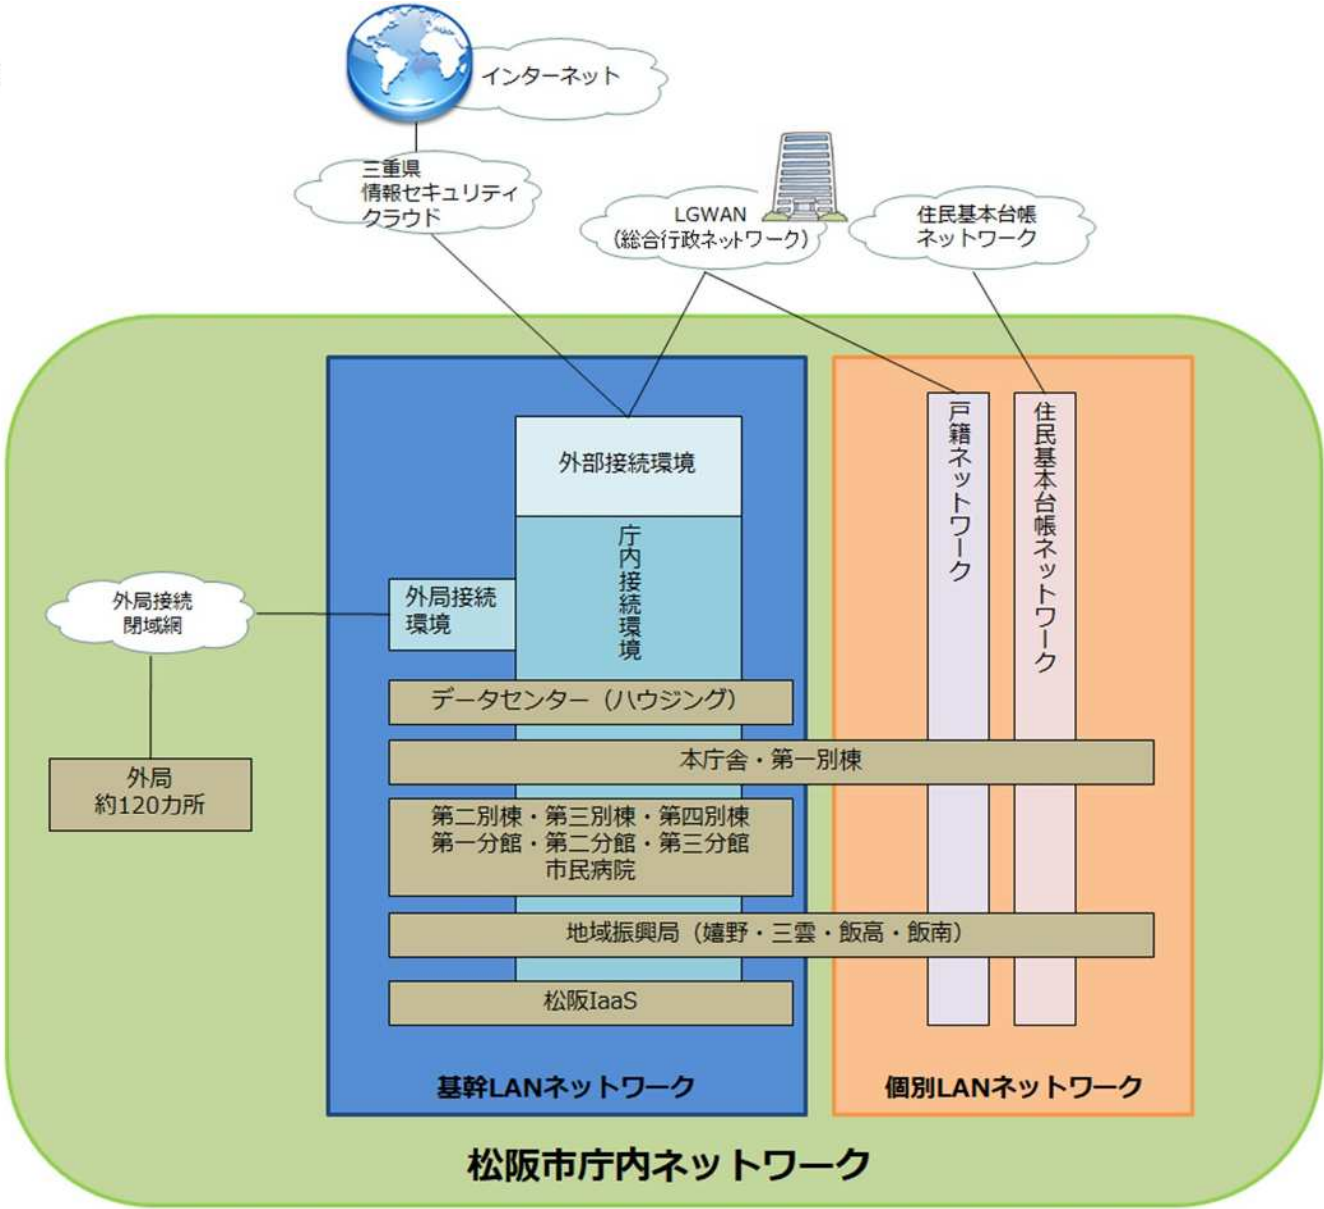 インターネット
三重県
情報セキュリティ
クラウド
LGWAN
（総合行政ネットワーク）
住民基本台帳
ネットワーク
外部接続環境
庁内接続環境
戸籍ネットワーク
住民基本台帳ネットワーク
外局接続
環境
外局接続
閉域網
データセンター（ハウジング）
本庁舎・第一別棟
外局
約120カ所
第二別棟・第三別棟・第四別棟
第一分館・第二分館・第三分館
市民病院
地域振興局（嬉野・三雲・飯高・飯南）
松阪IaaS
基幹LANネットワーク
個別LANネットワーク
松阪市庁内ネットワーク